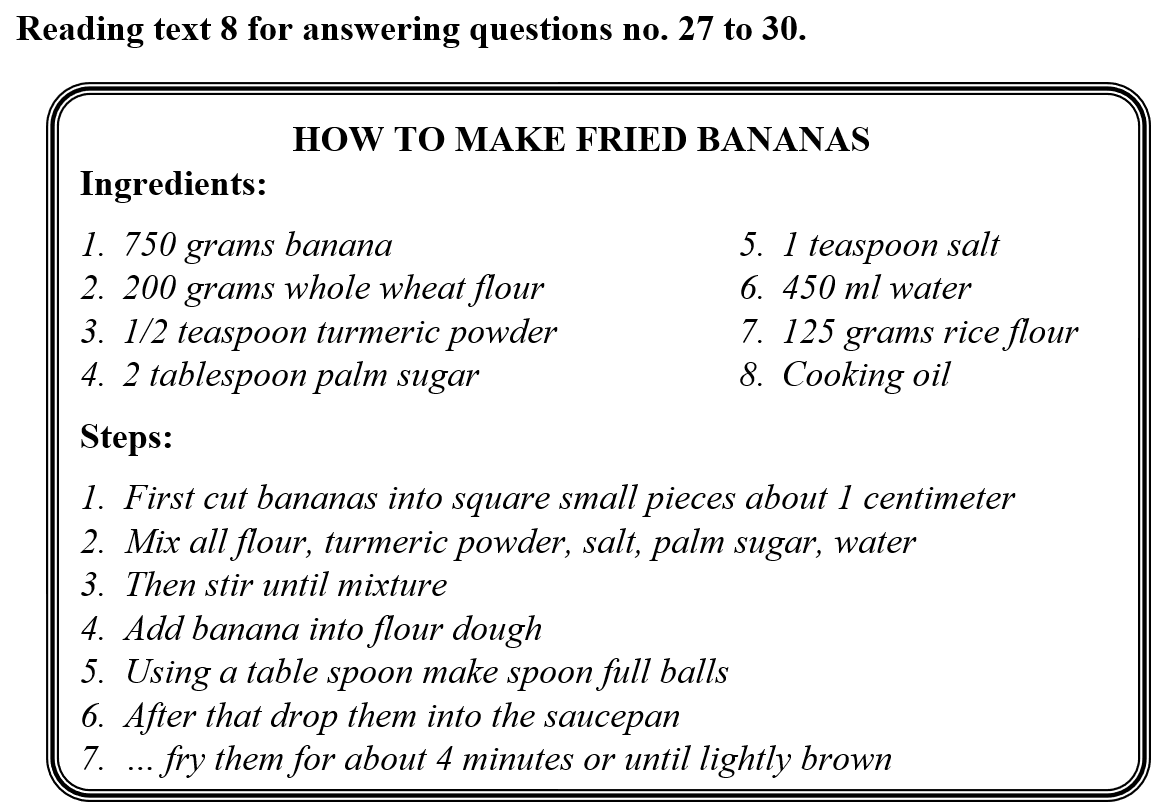 Reading text 8 for answering questions no. 27 to 30.
HOW TO MAKE FRIED BANANAS
Ingredients:
1. 750 grams banana
2. 200 grams whole wheat flour
3. 1/2 teaspoon turmeric powder
4. 2 tablespoon palm sugar
5. 1 teaspoon salt
6. 450 ml water
7. 125 grams rice flour
8. Cooking oil
Steps:
1. First cut bananas into square small pieces about 1 centimeter
2. Mix all flour, turmeric powder, salt, palm sugar, water
3. Then stir until mixture
4. Add banana into flour dough
5. Using a table spoon make spoon full balls
6. After that drop them into the saucepan
7. ... fry them for about 4 minutes or until lightly brown